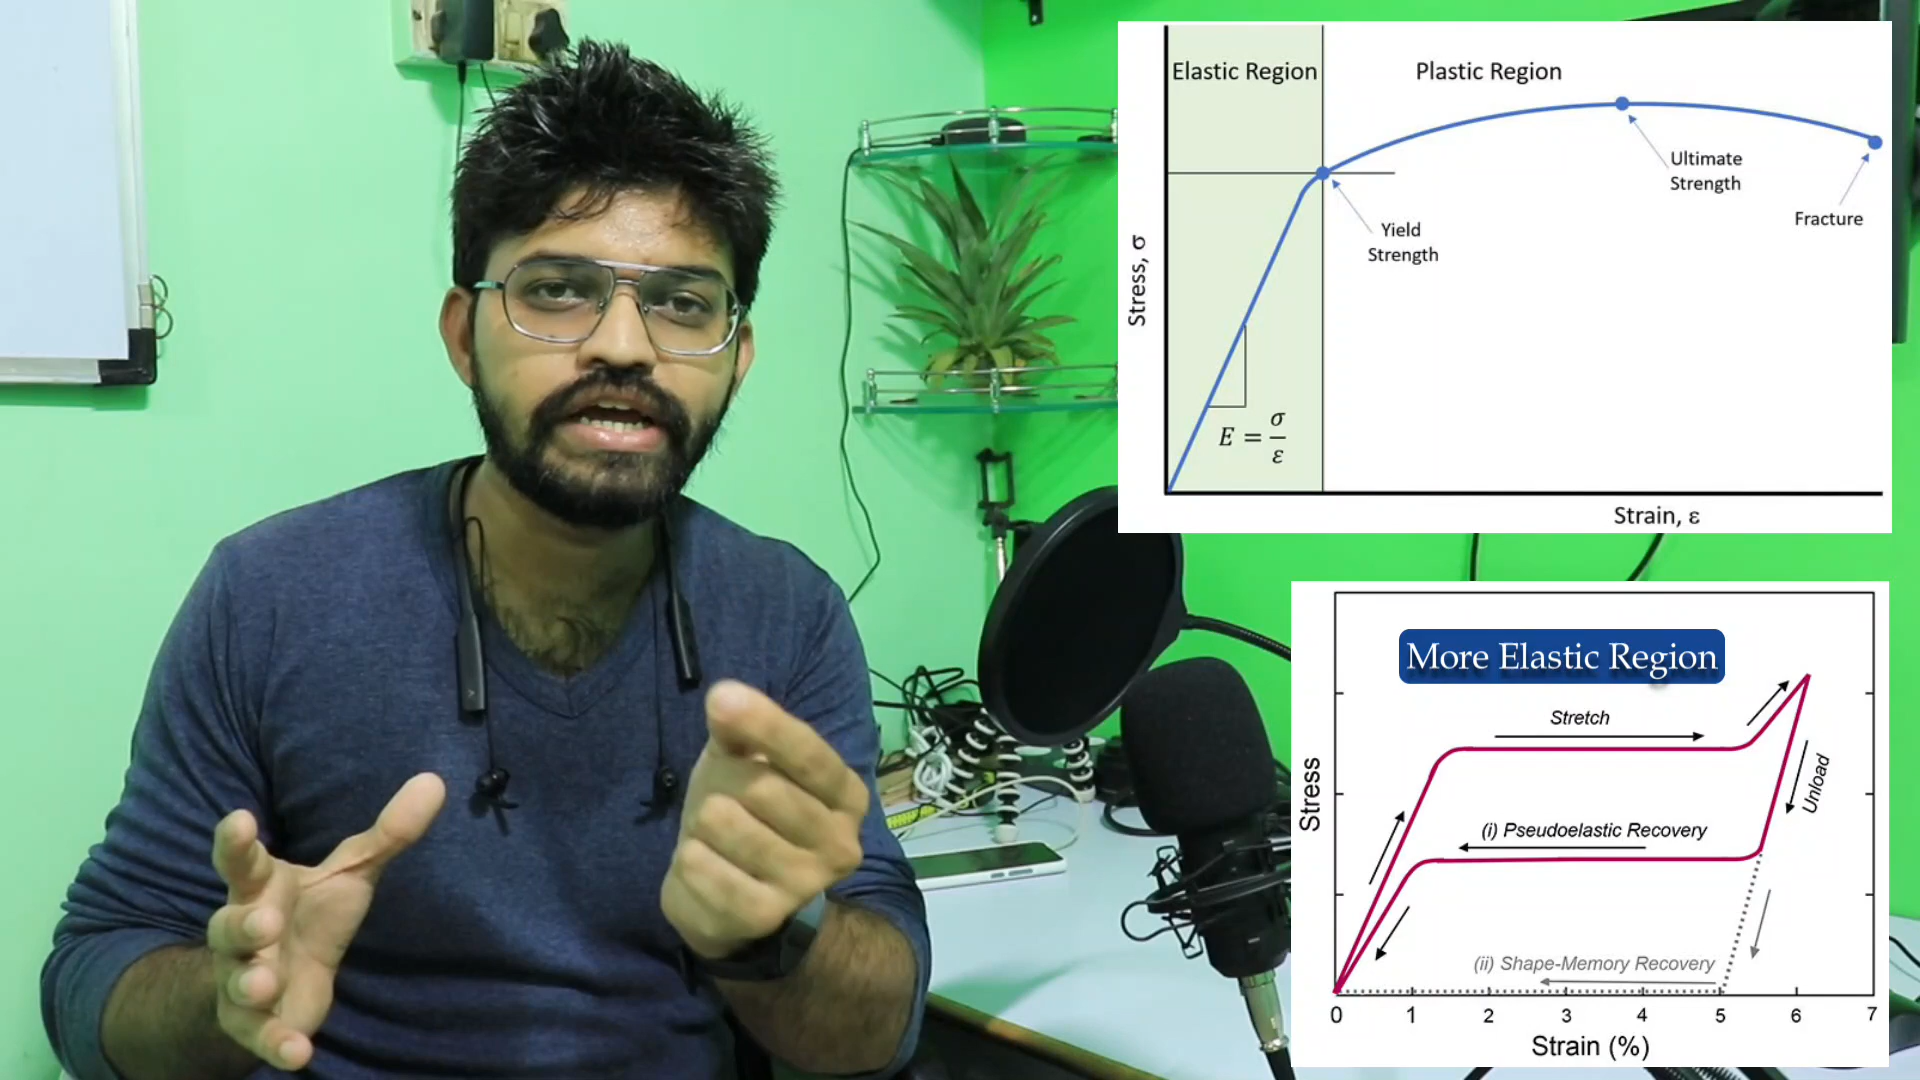 Elastic Region
Plastic Region
Ultimate
Strength
Fracture
Yield
Strength
Stress, σ
E = σ/ε
Strain, ε
More Elastic Region
Stretch
Unload
Stress
(i) Pseudoelastic Recovery
(ii) Shape-Memory Recovery
0 1 2 3 4 5 6 7
Strain (%)